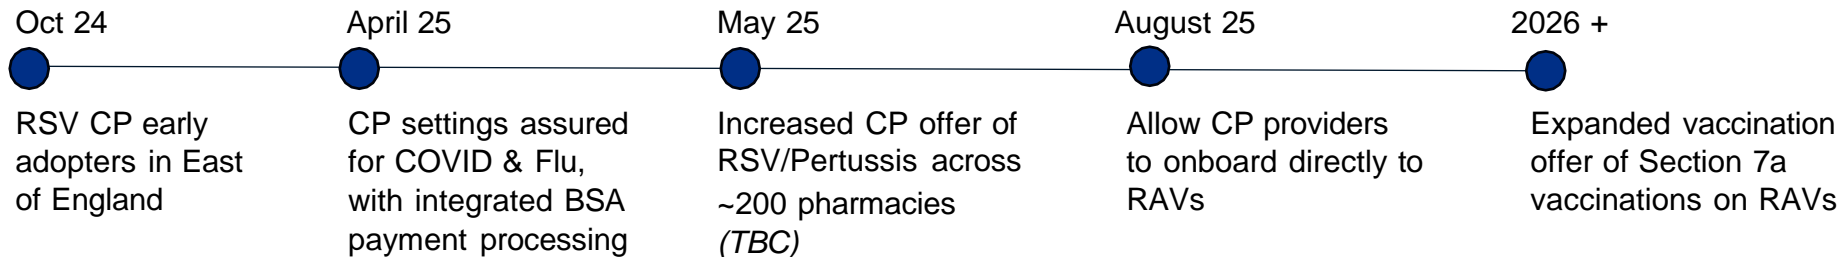 Oct 24
RSV CP early
adopters in East
of England
April 25
CP settings assured
for COVID & Flu,
with integrated BSA
payment processing
May 25
Increased CP offer of
RSV/Pertussis across
~200 pharmacies
(TBC)
August 25
Allow CP providers
to onboard directly to
RAVs
2026 +
Expanded vaccination
offer of Section 7a
vaccinations on RAVs